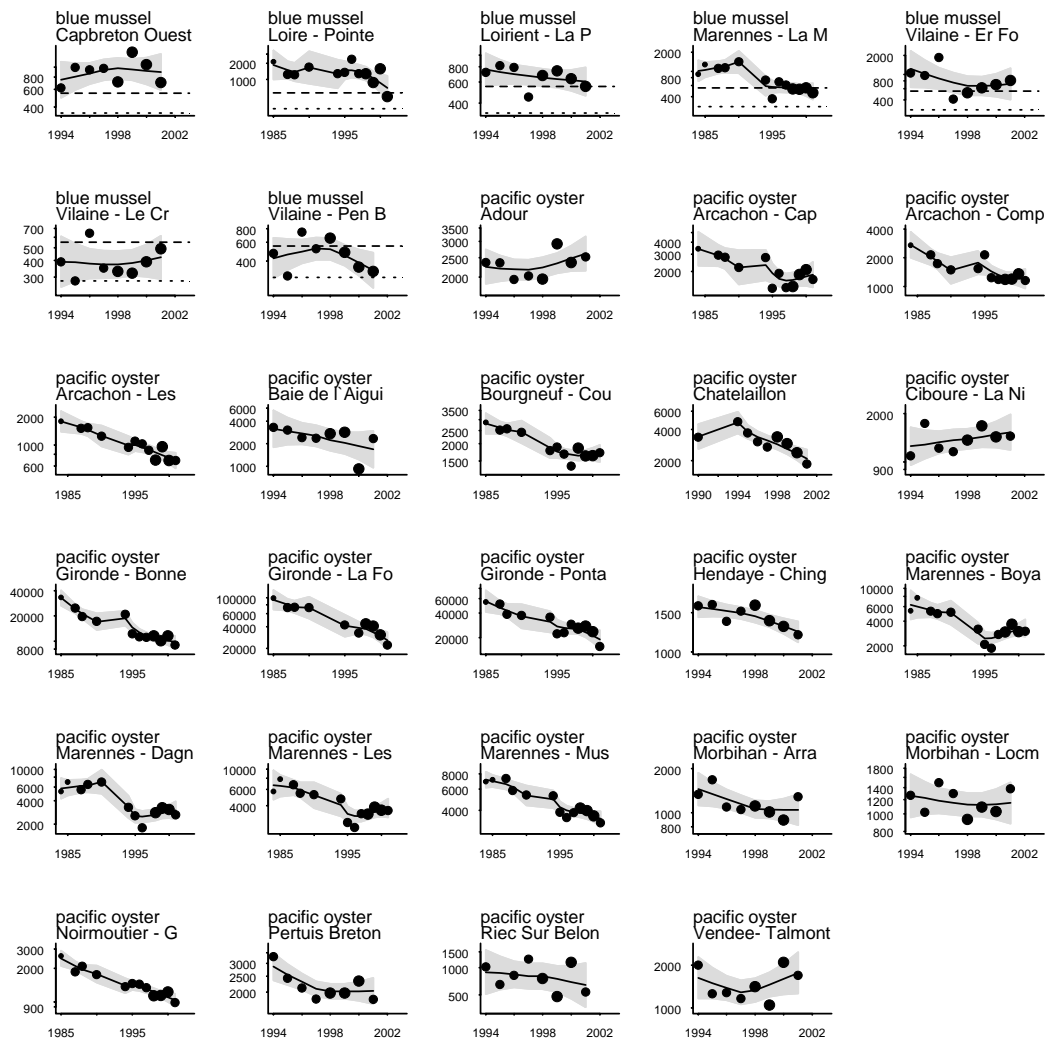 blue mussel
Capbreton Ouest
800
600
400
1994 1998 2002
blue mussel
Loire - Pointe
2000
1000
1985 1995
blue mussel
Loirient - La P
800
600
400
1994 1998 2002
blue mussel
Marennes - La M
2000
800
400
1985 1995
blue mussel
Vilaine - Er Fo
2000
800
400
1994 1998 2002
blue mussel
Vilaine - Le Cr
700
500
400
300
1994 1998 2002
blue mussel
Vilaine - Pen B
800
600
400
1994 1998 2002
pacific oyster
Adour
3500
3000
2500
2000
1994 1998 2002
pacific oyster
Arcachon - Cap
4000
3000
2000
1985 1995
pacific oyster
Arcachon - Comp
4000
2000
1000
1985 1995
pacific oyster
Arcachon - Les
2000
1000
600
1985 1995
pacific oyster
Baie de l`Aigui
6000
4000
2000
1000
1994 1998 2002
pacific oyster
Bourgneuf - Cou
3500
2500
2000
1500
1985 1995
pacific oyster
Chatelaillon
6000
4000
2000
1990 1994 1998 2002
pacific oyster
Ciboure - La Ni
2000
900
1994 1998 2002
pacific oyster
Gironde - Bonne
40000
20000
8000
1985 1995
pacific oyster
Gironde - La Fo
100000
60000
40000
20000
1985 1995
pacific oyster
Gironde - Ponta
60000
40000
20000
1985 1995
pacific oyster
Hendaye - Ching
1500
1000
1994 1998 2002
pacific oyster
Marennes - Boya
10000
6000
4000
2000
1985 1995
pacific oyster
Marennes - Dagn
10000
6000
4000
2000
1985 1995
pacific oyster
Marennes - Les
10000
6000
4000
1985 1995
pacific oyster
Marennes - Mus
8000
6000
4000
1985 1995
pacific oyster
Morbihan - Arra
2000
1000
800
1994 1998 2002
pacific oyster
Morbihan - Locm
1800
1400
1200
1000
800
1994 1998 2002
pacific oyster
Noirmoutier - G
3000
2000
900
1985 1995
pacific oyster
Pertuis Breton
3000
2500
2000
1994 1998 2002
pacific oyster
Riec Sur Belon
1500
1000
500
1994 1998 2002
pacific oyster
Vendee- Talmont
2000
1000
1994 1998 2002